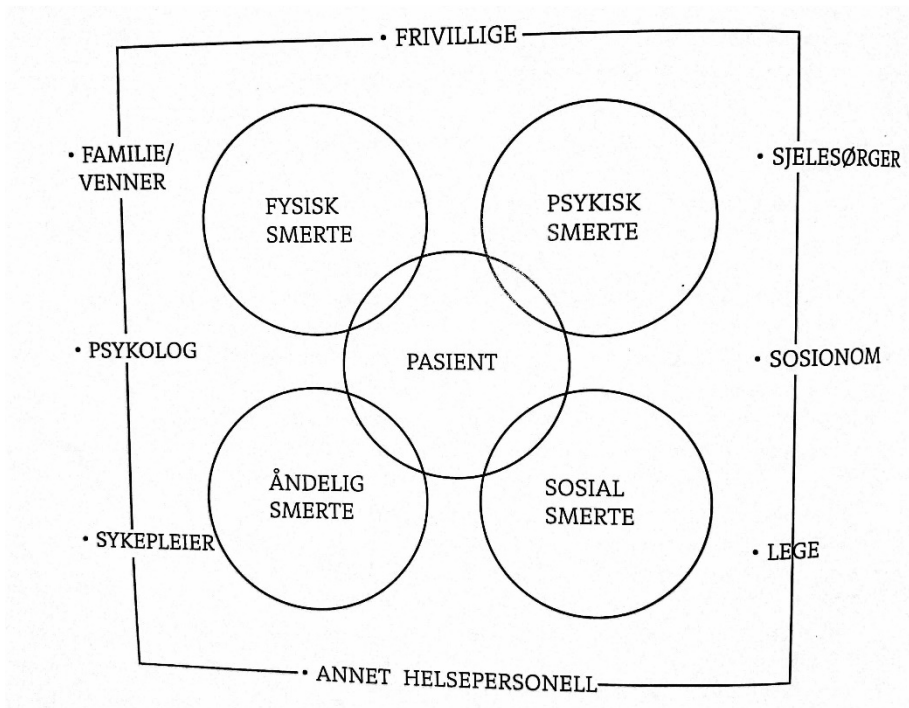 • FRIVILLIGE
• FAMILIE/
VENNER
• SJELESØRGER
FYSISK
SMERTE
PSYKISK
SMERTE
• PSYKOLOG
PASIENT
• SOSIONOM
ÅNDELIG
SMERTE
SOSIAL
SMERTE
• SYKEPLEIER
• LEGE
• ANNET HELSEPERSONELL